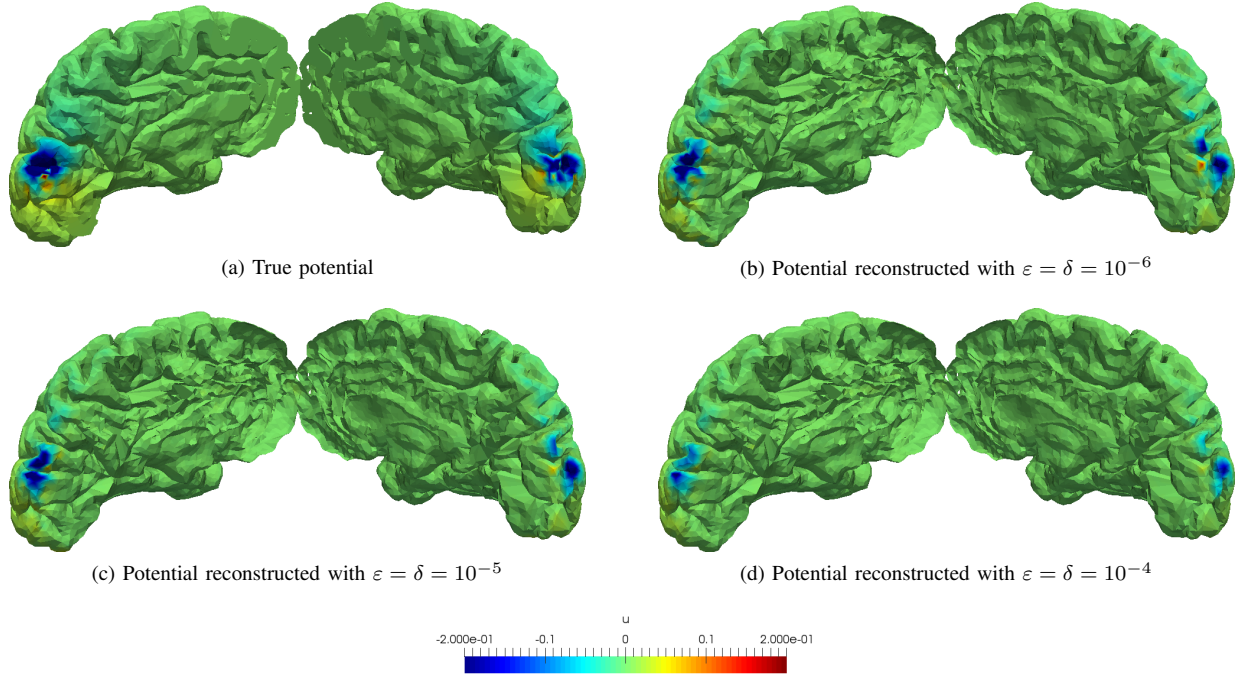 (a) True potential
(b) Potential reconstructed with ε = δ = 10⁻⁶
(c) Potential reconstructed with ε = δ = 10⁻⁵
(d) Potential reconstructed with ε = δ = 10⁻⁴
u
-2.000e-01 -0.1 0 0.1 2.000e-01